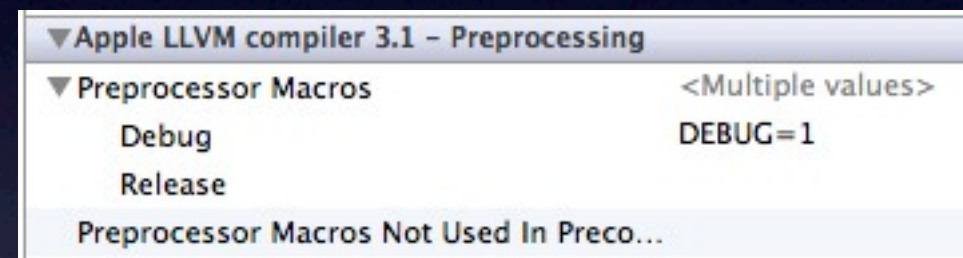 ▼Apple LLVM compiler 3.1 – Preprocessing
▼Preprocessor Macros <Multiple values>
Debug DEBUG=1
Release
Preprocessor Macros Not Used In Preco...